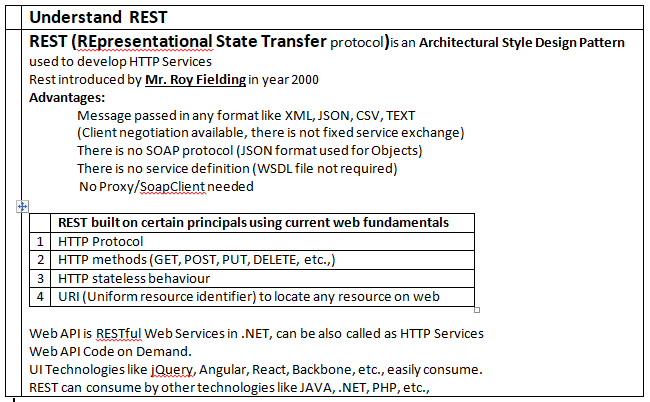 Understand REST
REST (REpresentational State Transfer protocol)is an Architectural Style Design Pattern
used to develop HTTP Services
Rest introduced by Mr. Roy Fielding in year 2000
Advantages:
Message passed in any format like XML, JSON, CSV, TEXT
(Client negotiation available, there is not fixed service exchange)
There is no SOAP protocol (JSON format used for Objects)
There is no service definition (WSDL file not required)
No Proxy/SoapClient needed
REST built on certain principals using current web fundamentals
1 HTTP Protocol
2 HTTP methods (GET, POST, PUT, DELETE, etc.,)
3 HTTP stateless behaviour
4 URI (Uniform resource identifier) to locate any resource on web
Web API is RESTful Web Services in .NET, can be also called as HTTP Services
Web API Code on Demand.
UI Technologies like jQuery, Angular, React, Backbone, etc., easily consume.
REST can consume by other technologies like JAVA, .NET, PHP, etc.,